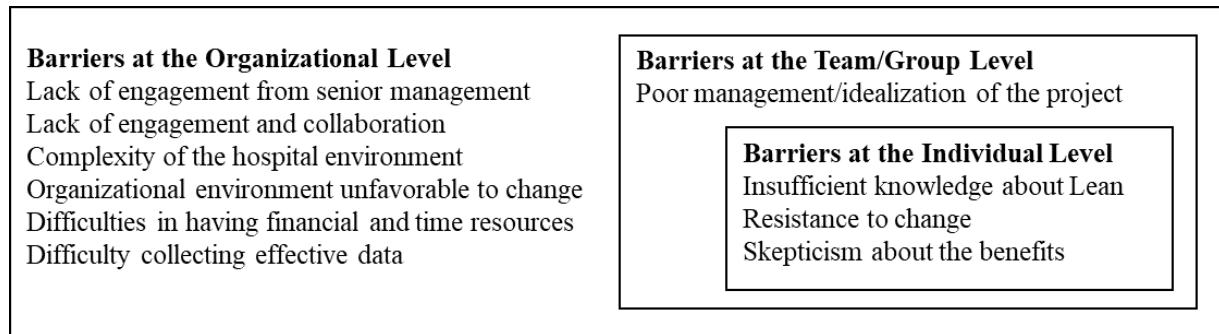 Barriers at the Organizational Level
Lack of engagement from senior management
Lack of engagement and collaboration
Complexity of the hospital environment
Organizational environment unfavorable to change
Difficulties in having financial and time resources
Difficulty collecting effective data
Barriers at the Team/Group Level
Poor management/idealization of the project
Barriers at the Individual Level
Insufficient knowledge about Lean
Resistance to change
Skepticism about the benefits